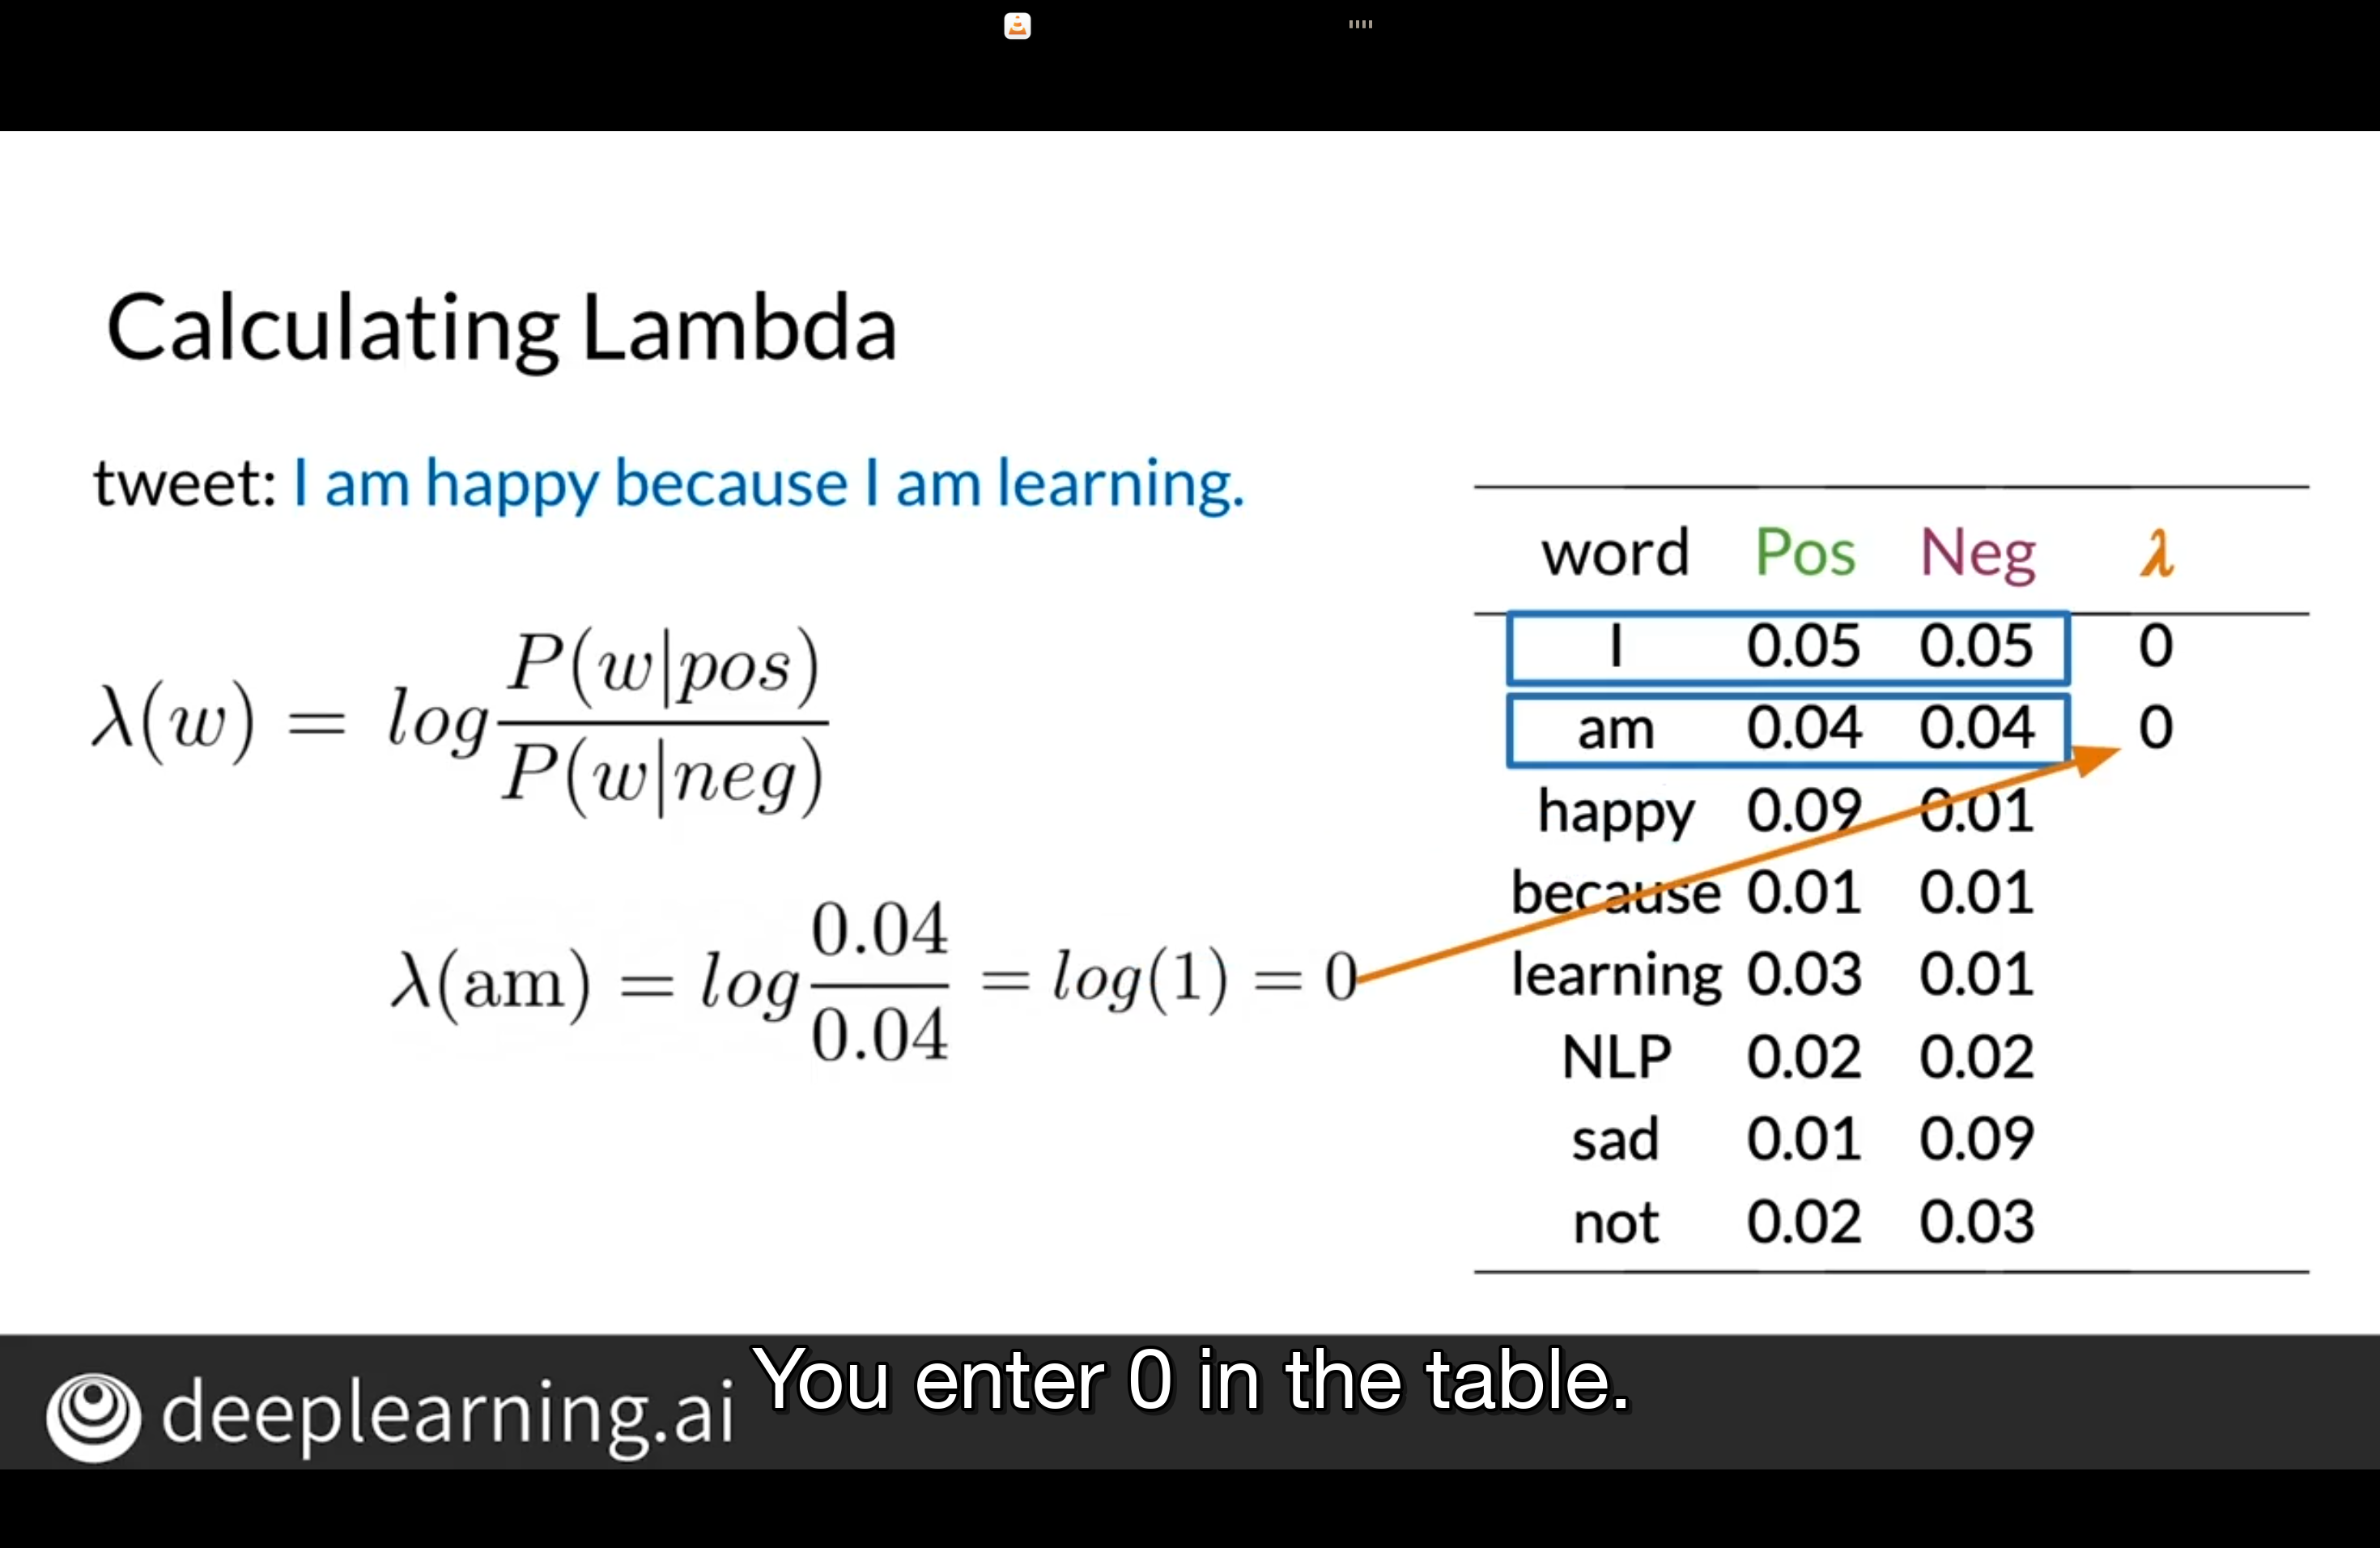 Calculating Lambda
tweet: I am happy because I am learning.
λ(w) = log P(w|pos) / P(w|neg)
λ(am) = log 0.04 / 0.04 = log(1) = 0
word Pos Neg λ
I 0.05 0.05 0
am 0.04 0.04 0
happy 0.09 0.01
because 0.01 0.01
learning 0.03 0.01
NLP 0.02 0.02
sad 0.01 0.09
not 0.02 0.03
deeplearning.ai
You enter 0 in the table.